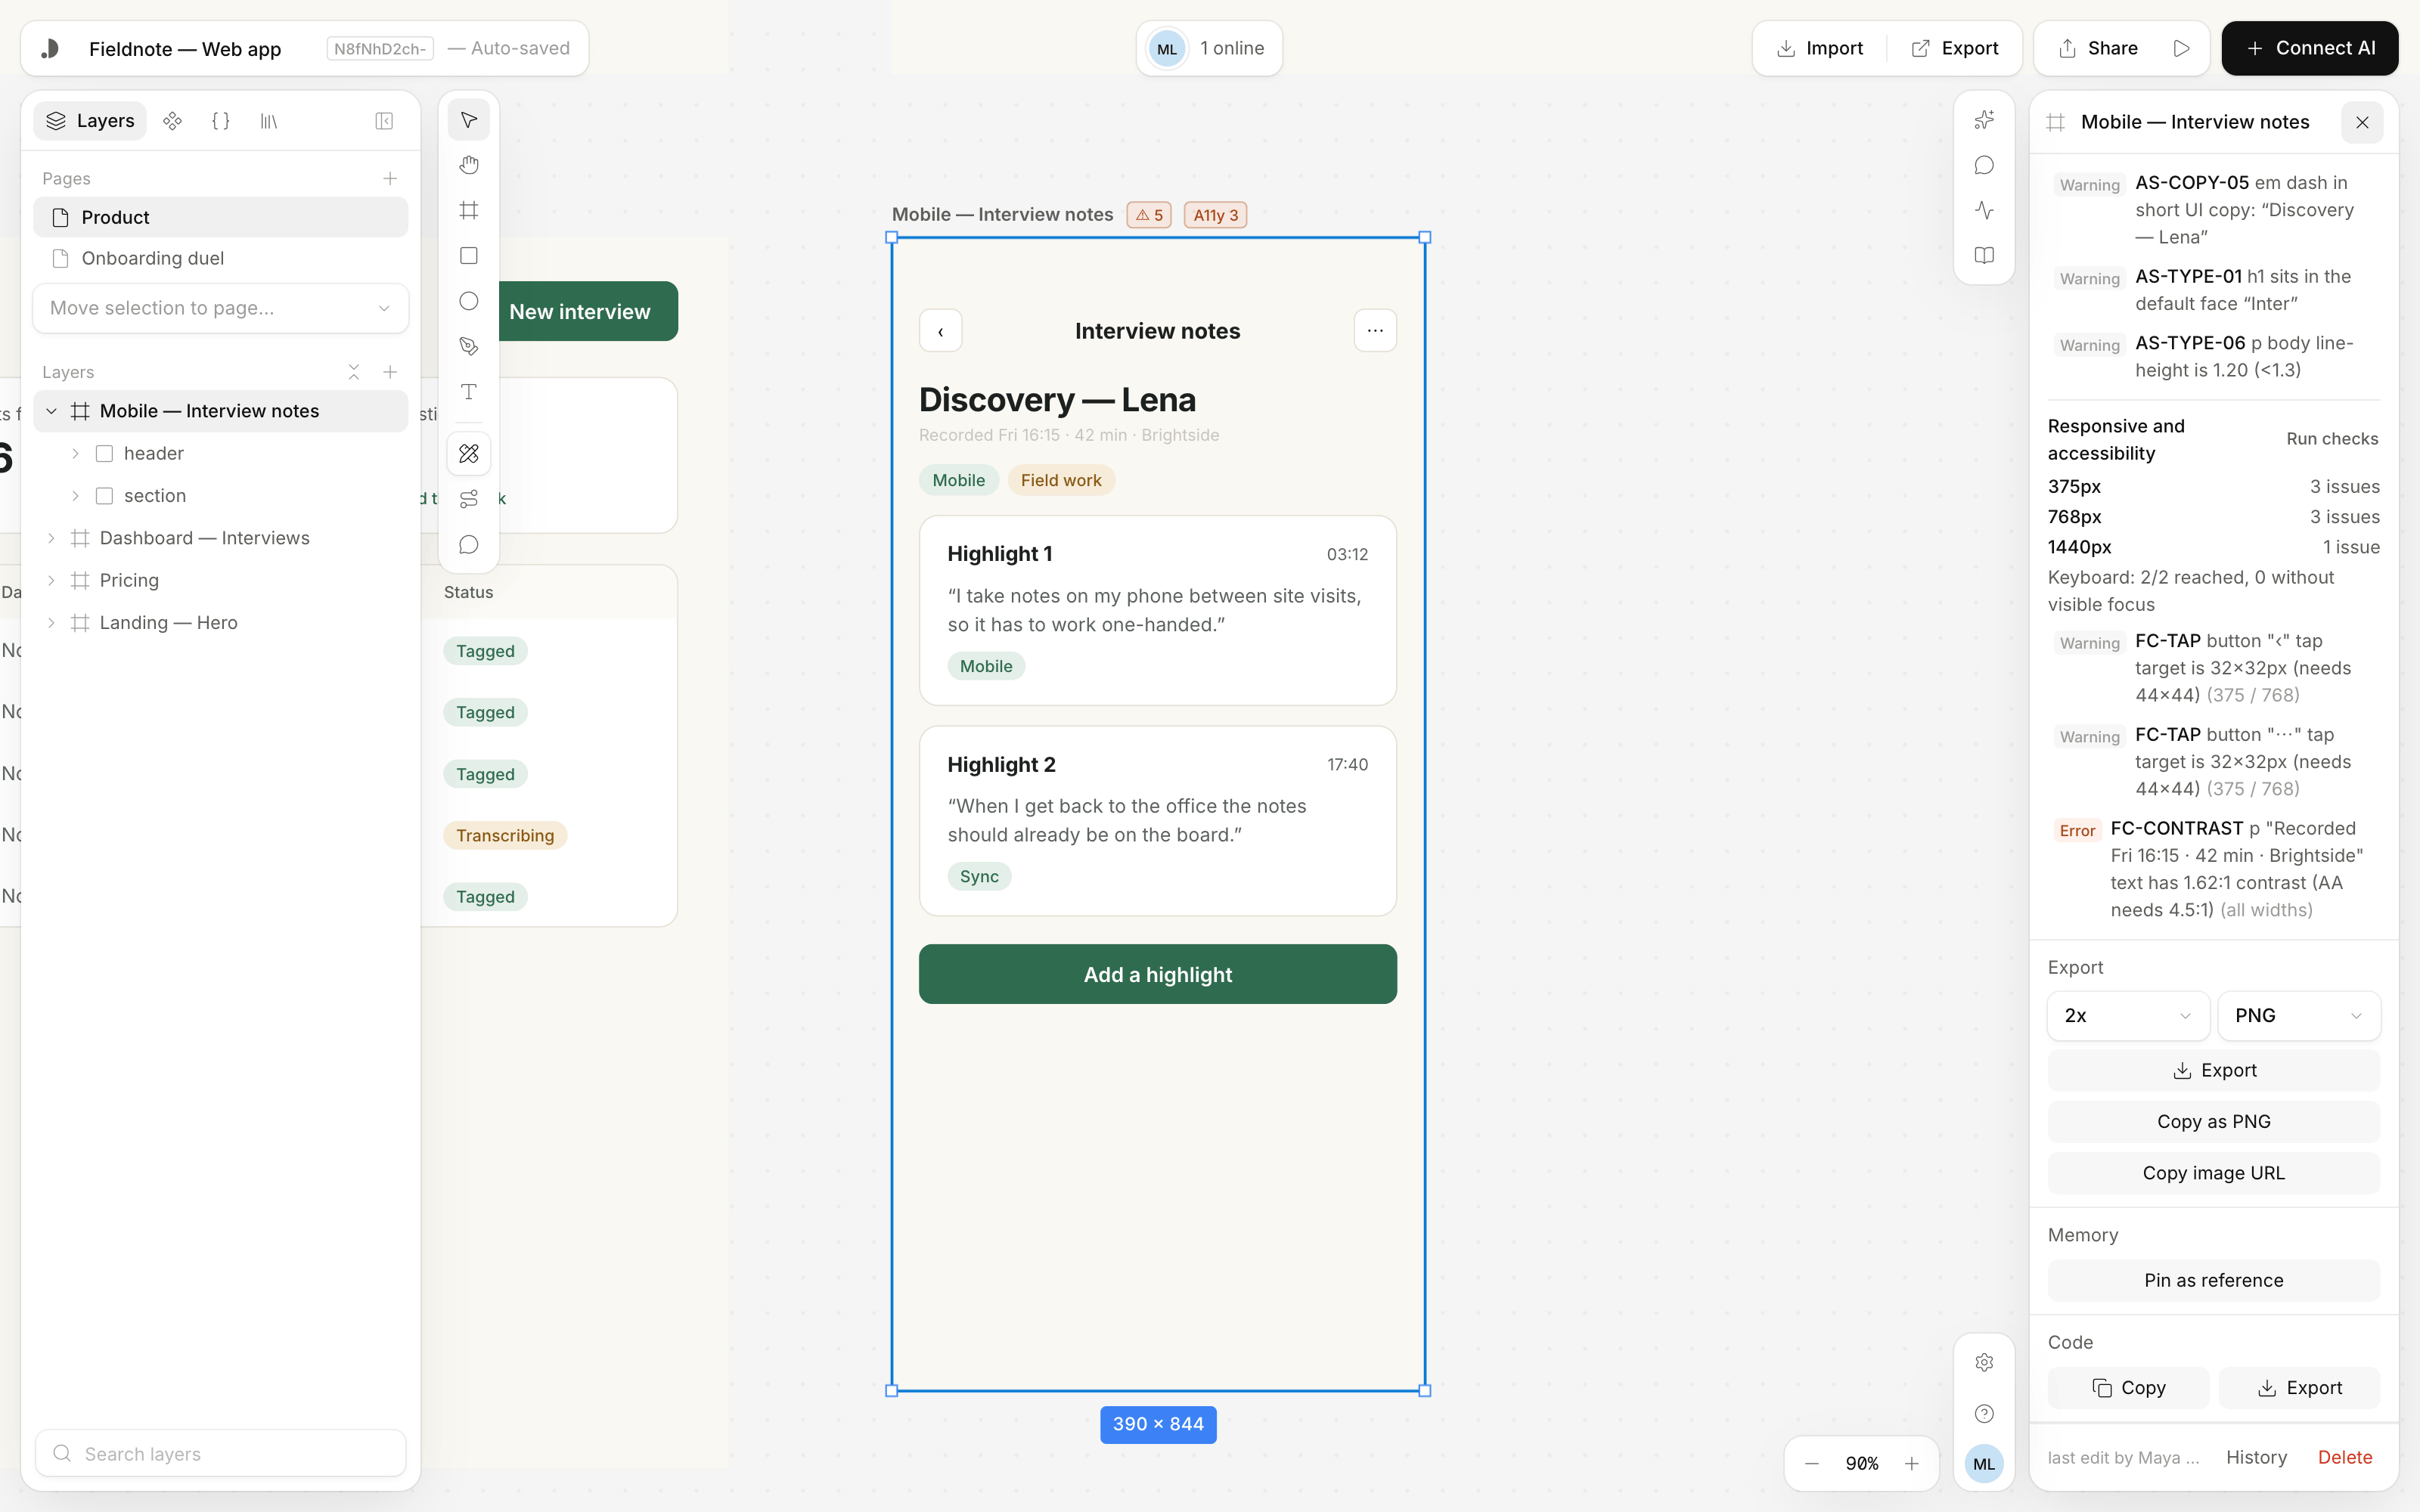 Fieldnote — Web app
N8fNhD2ch-
— Auto-saved
ML
1 online
Import
Export
Share
Connect AI
Layers
Pages
Product
Onboarding duel
Move selection to page...
Layers
Mobile — Interview notes
header
section
Dashboard — Interviews
Pricing
Landing — Hero
Search layers
New interview
Status
Tagged
Tagged
Tagged
Transcribing
Tagged
Mobile — Interview notes
⚠ 5
A11y 3
‹
Interview notes
···
Discovery — Lena
Recorded Fri 16:15 · 42 min · Brightside
Mobile
Field work
Highlight 1
03:12
“I take notes on my phone between site visits,
so it has to work one-handed.”
Mobile
Highlight 2
17:40
“When I get back to the office the notes
should already be on the board.”
Sync
Add a highlight
390 × 844
90%
ML
Mobile — Interview notes
Warning
AS-COPY-05 em dash in
short UI copy: “Discovery
— Lena”
Warning
AS-TYPE-01 h1 sits in the
default face “Inter”
Warning
AS-TYPE-06 p body line-
height is 1.20 (<1.3)
Responsive and
accessibility
Run checks
375px
3 issues
768px
3 issues
1440px
1 issue
Keyboard: 2/2 reached, 0 without
visible focus
Warning
FC-TAP button "‹" tap
target is 32×32px (needs
44×44) (375 / 768)
Warning
FC-TAP button "···" tap
target is 32×32px (needs
44×44) (375 / 768)
Error
FC-CONTRAST p "Recorded
Fri 16:15 · 42 min · Brightside"
text has 1.62:1 contrast (AA
needs 4.5:1) (all widths)
Export
2x
PNG
Export
Copy as PNG
Copy image URL
Memory
Pin as reference
Code
Copy
Export
last edit by Maya ...
History
Delete